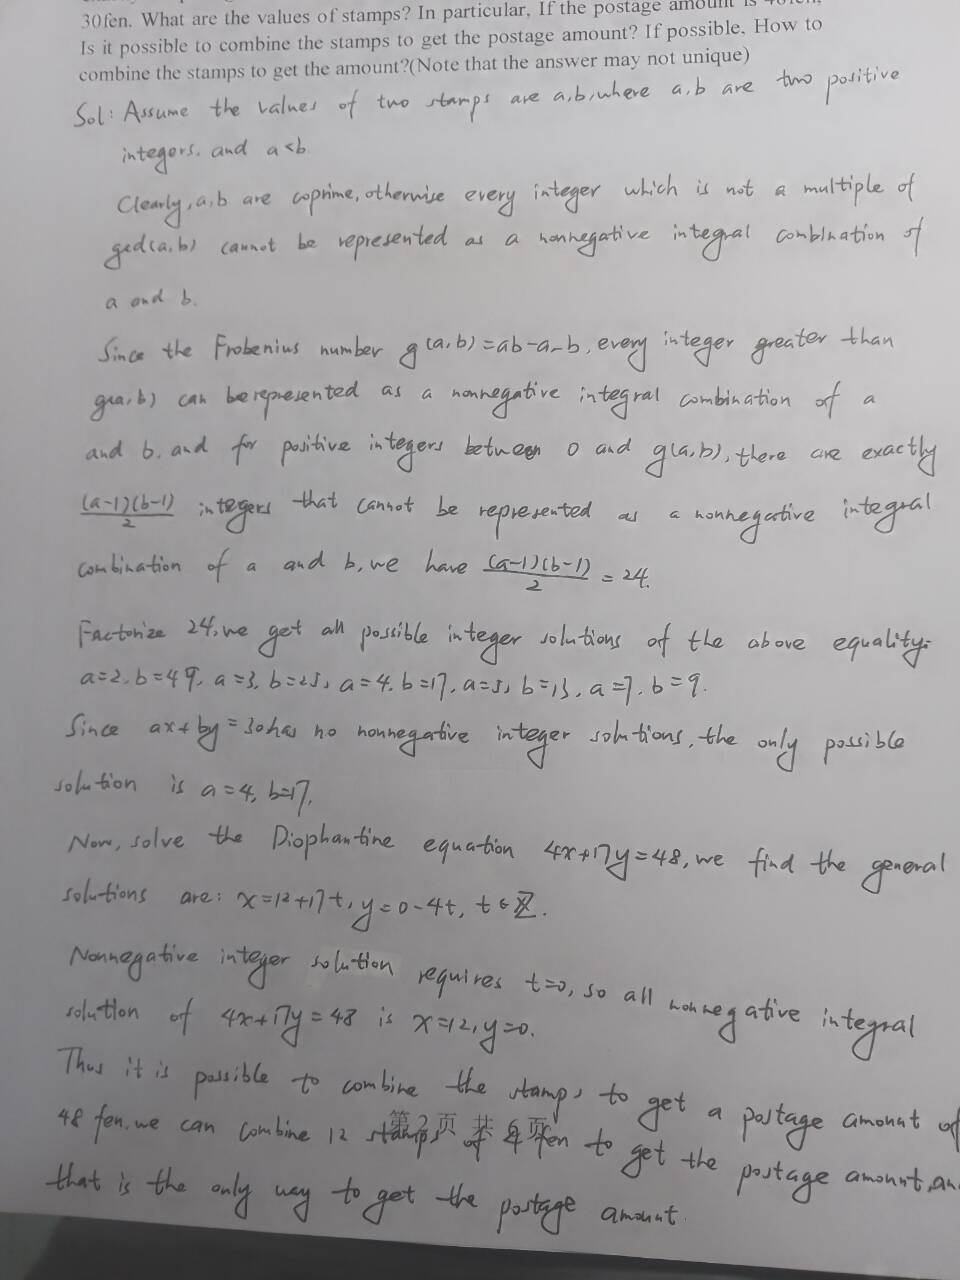 30fen. What are the values of stamps? In particular, If the postage amount is
Is it possible to combine the stamps to get the postage amount? If possible, How to
combine the stamps to get the amount?(Note that the answer may not unique)
Sol: Assume the values of two stamps are a,b,where a,b are two positive
integers. and a<b
Clearly,a,b are coprime,otherwise every integer which is not a multiple of
gcd(a,b) cannot be represented as a nonnegative integral combination of
a and b.
Since the Frobenius number g(a,b)=ab-a-b, every integer greater than
g(a,b) can be represented as a nonnegative integral combination of a
and b. and for positive integers between 0 and g(a,b), there are exactly
(a-1)(b-1)/2 integers that cannot be represented as a nonnegative integral
combination of a and b, we have (a-1)(b-1)/2 = 24.
Factorize 24, we get all possible integer solutions of the above equality:
a=2, b=49, a=3, b=25, a=4, b=17, a=5, b=13, a=7, b=9.
Since ax+by=30 has no nonnegative integer solutions, the only possible
solution is a=4, b=17.
Now, solve the Diophantine equation 4x+17y=48, we find the general
solutions are: x=12+17t, y=0-4t, t∈Z.
Nonnegative integer solution requires t=0, so all nonnegative integral
solution of 4x+17y=48 is x=12, y=0.
Thus it is possible to combine the stamps to get a postage amount of
48 fen, we can combine 12 stamps of 4 fen to get the postage amount, an
第2页 共6页
that is the only way to get the postage amount.